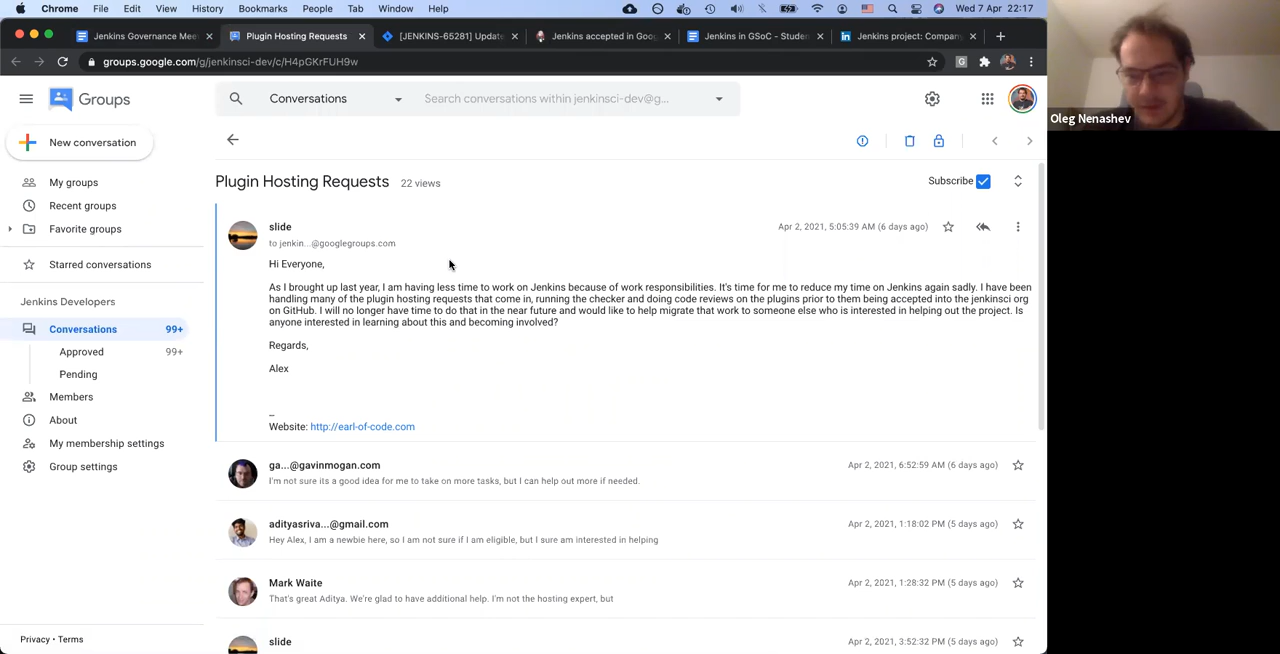 Chrome File Edit View History Bookmarks People Tab Window Help Wed 7 Apr 22:17
Jenkins Governance Mee
Plugin Hosting Requests
[JENKINS-65281] Update
Jenkins accepted in Goo
Jenkins in GSoC - Studen
Jenkins project: Company
groups.google.com/g/jenkinsci-dev/c/H4pGKrFUH9w
Oleg Nenashev
Groups
Conversations
Search conversations within jenkinsci-dev@g...
New conversation
My groups
Recent groups
Favorite groups
Starred conversations
Jenkins Developers
Conversations 99+
Approved 99+
Pending
Members
About
My membership settings
Group settings
Privacy · Terms
Plugin Hosting Requests 22 views
Subscribe
slide
Apr 2, 2021, 5:05:39 AM (6 days ago)
to jenkin...@googlegroups.com
Hi Everyone,
As I brought up last year, I am having less time to work on Jenkins because of work responsibilities. It's time for me to reduce my time on Jenkins again sadly. I have been
handling many of the plugin hosting requests that come in, running the checker and doing code reviews on the plugins prior to them being accepted into the jenkinsci org
on GitHub. I will no longer have time to do that in the near future and would like to help migrate that work to someone else who is interested in helping out the project. Is
anyone interested in learning about this and becoming involved?
Regards,
Alex
--
Website: http://earl-of-code.com
ga...@gavinmogan.com
Apr 2, 2021, 6:52:59 AM (6 days ago)
I'm not sure its a good idea for me to take on more tasks, but I can help out more if needed.
adityasriva...@gmail.com
Apr 2, 2021, 1:18:02 PM (5 days ago)
Hey Alex, I am a newbie here, so I am not sure if I am eligible, but I sure am interested in helping
Mark Waite
Apr 2, 2021, 1:28:32 PM (5 days ago)
That's great Aditya. We're glad to have additional help. I'm not the hosting expert, but
slide
Apr 2, 2021, 3:52:32 PM (5 days ago)